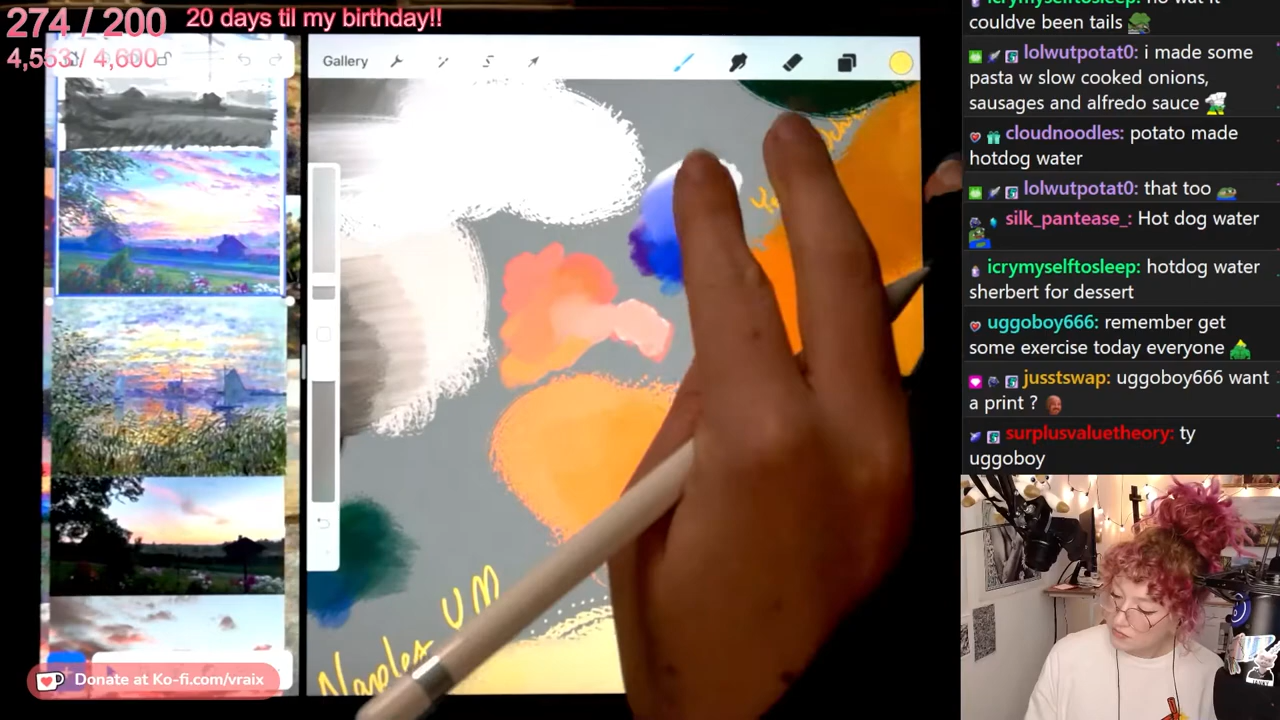 274 / 200
20 days til my birthday!!
4,553 / 4,600
Gallery
couldve been tails
lolwutpotat0: i made some
pasta w slow cooked onions,
sausages and alfredo sauce
cloudnoodles: potato made
hotdog water
lolwutpotat0: that too
silk_pantease_: Hot dog water
icrymyselftosleep: hotdog water
sherbert for dessert
uggoboy666: remember get
some exercise today everyone
jusstswap: uggoboy666 want
a print ?
surplusvaluetheory: ty
uggoboy
Naples UM
Donate at Ko-fi.com/vraix